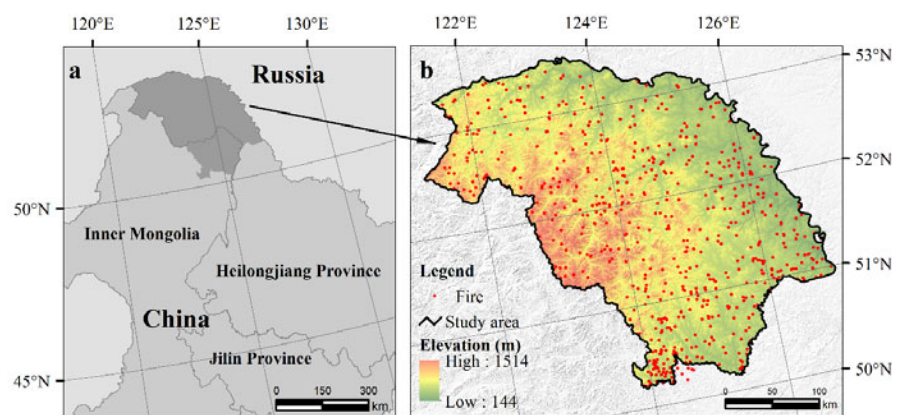 120°E 125°E 130°E
a
Russia
50°N
Inner Mongolia
Heilongjiang Province
China
Jilin Province
45°N
0 150 300
km
122°E 124°E 126°E
b
53°N
52°N
51°N
50°N
Legend
Fire
Study area
Elevation (m)
High : 1514
Low : 144
0 50 100
km